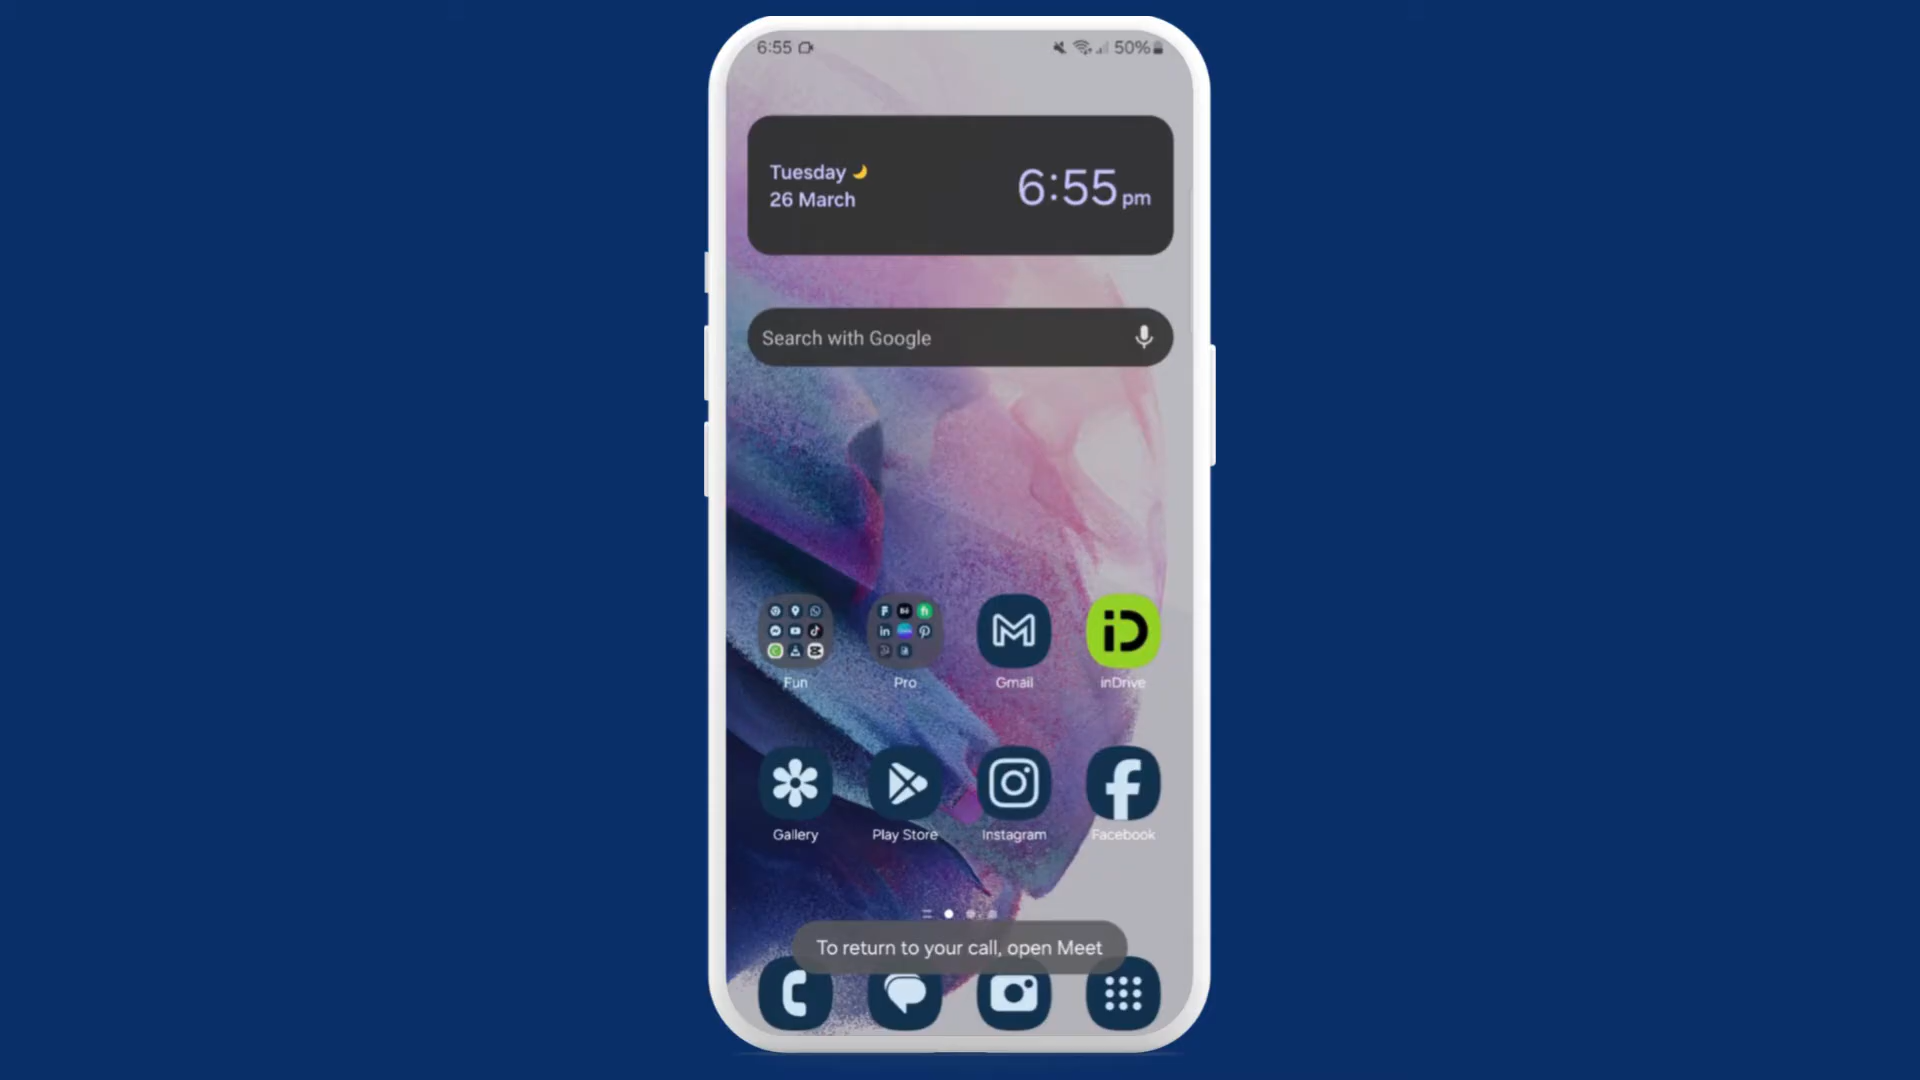 6:55
50%
Tuesday
26 March
6:55 pm
Search with Google
Fun
Pro
Gmail
inDrive
Gallery
Play Store
Instagram
Facebook
To return to your call, open Meet